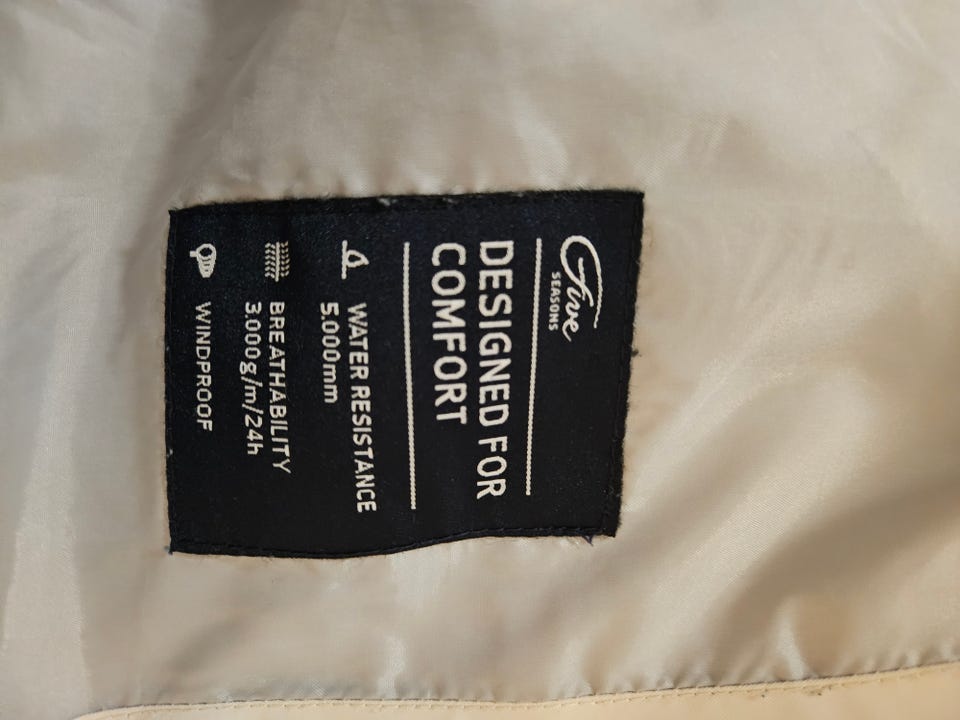 Five
SEASONS
DESIGNED FOR
COMFORT
WATER RESISTANCE
5.000mm
BREATHABILITY
3.000g/m/24h
WINDPROOF